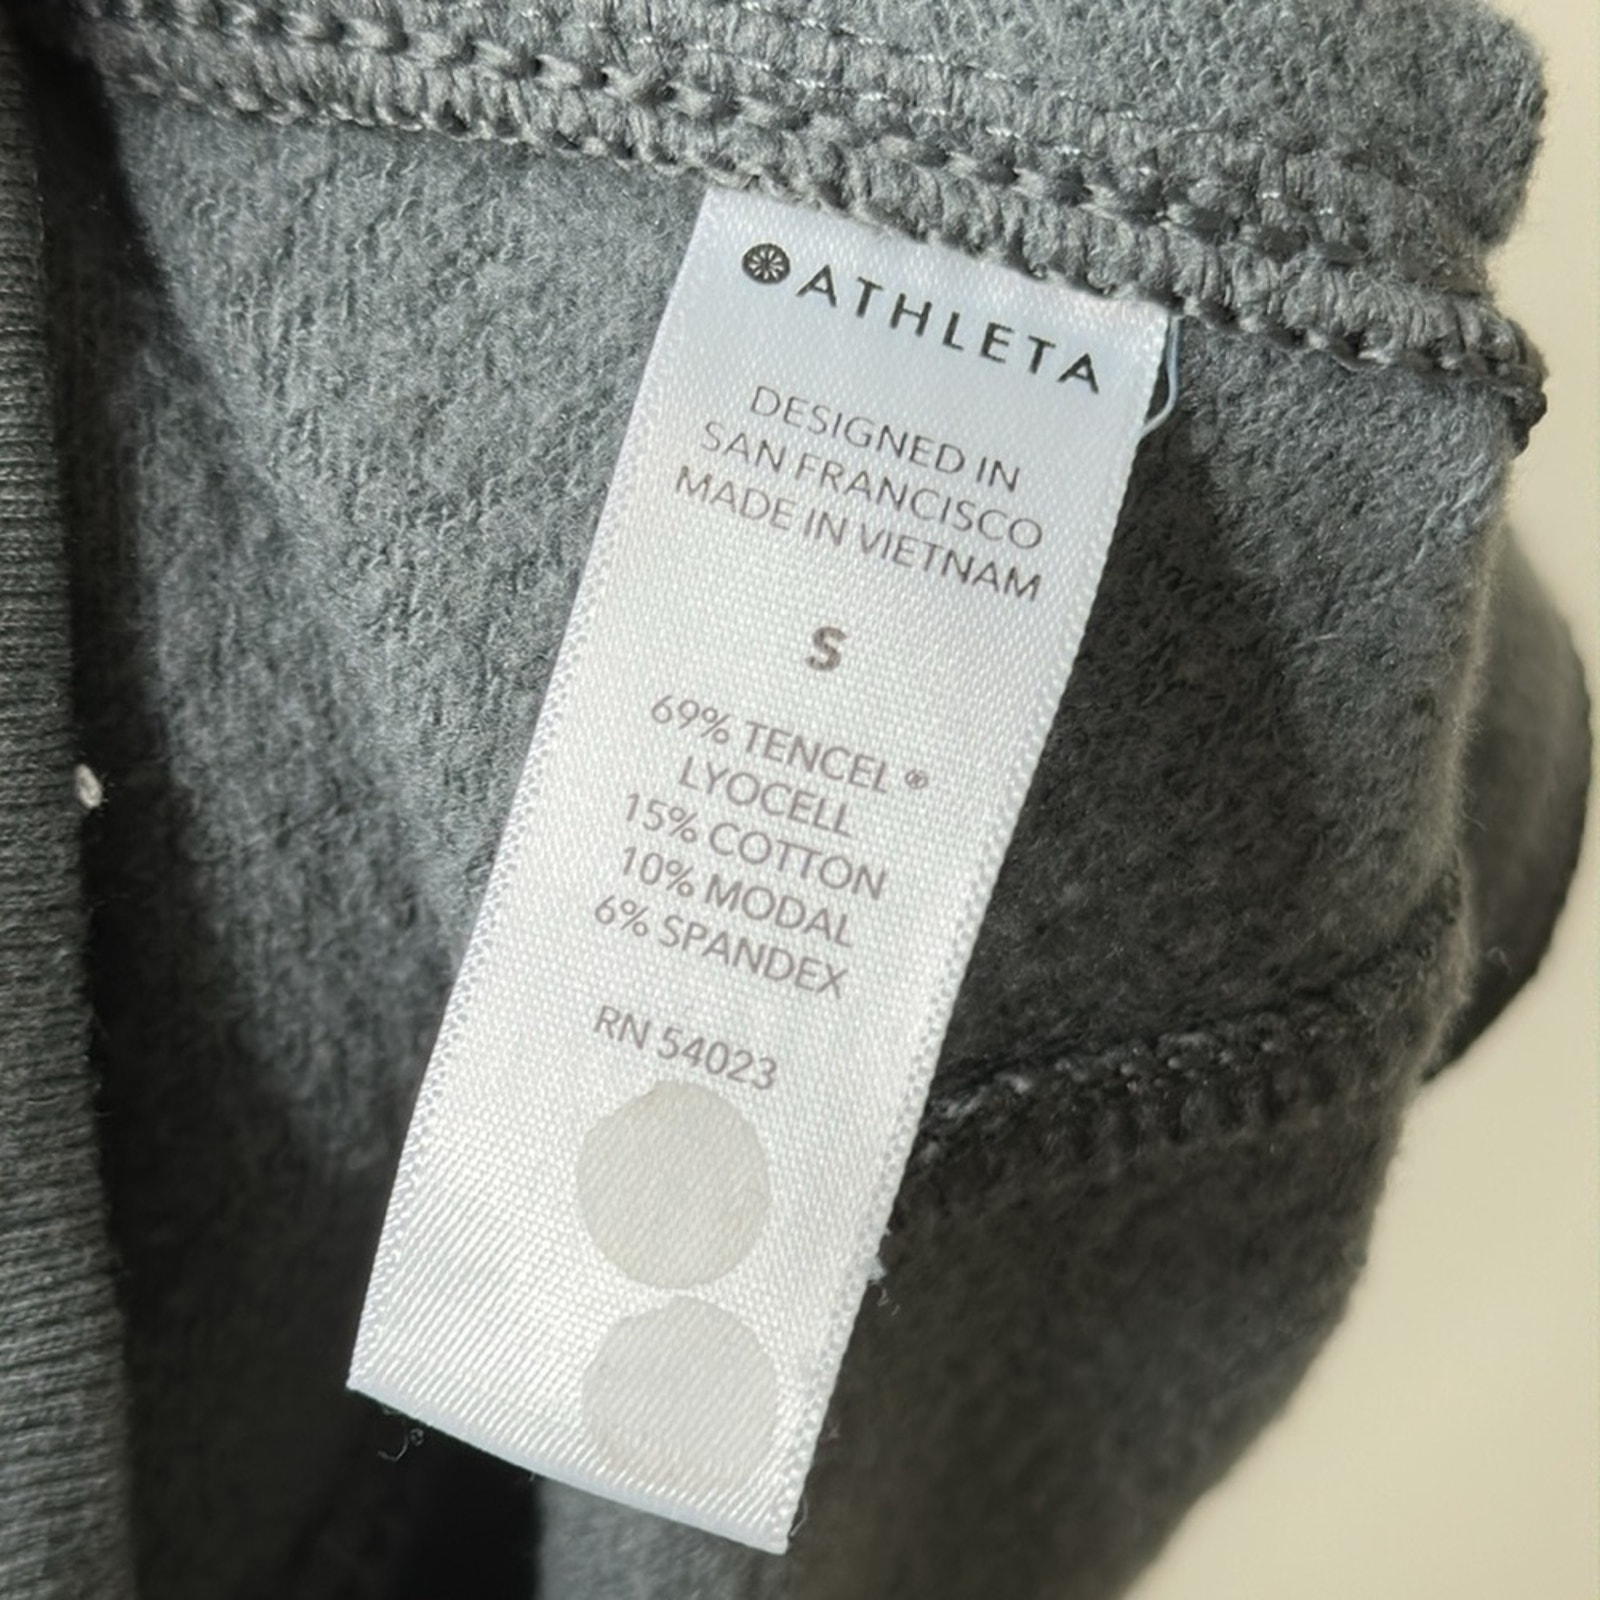 ATHLETA
DESIGNED IN
SAN FRANCISCO
MADE IN VIETNAM
S
69% TENCEL ®
LYOCELL
15% COTTON
10% MODAL
6% SPANDEX
RN 54023